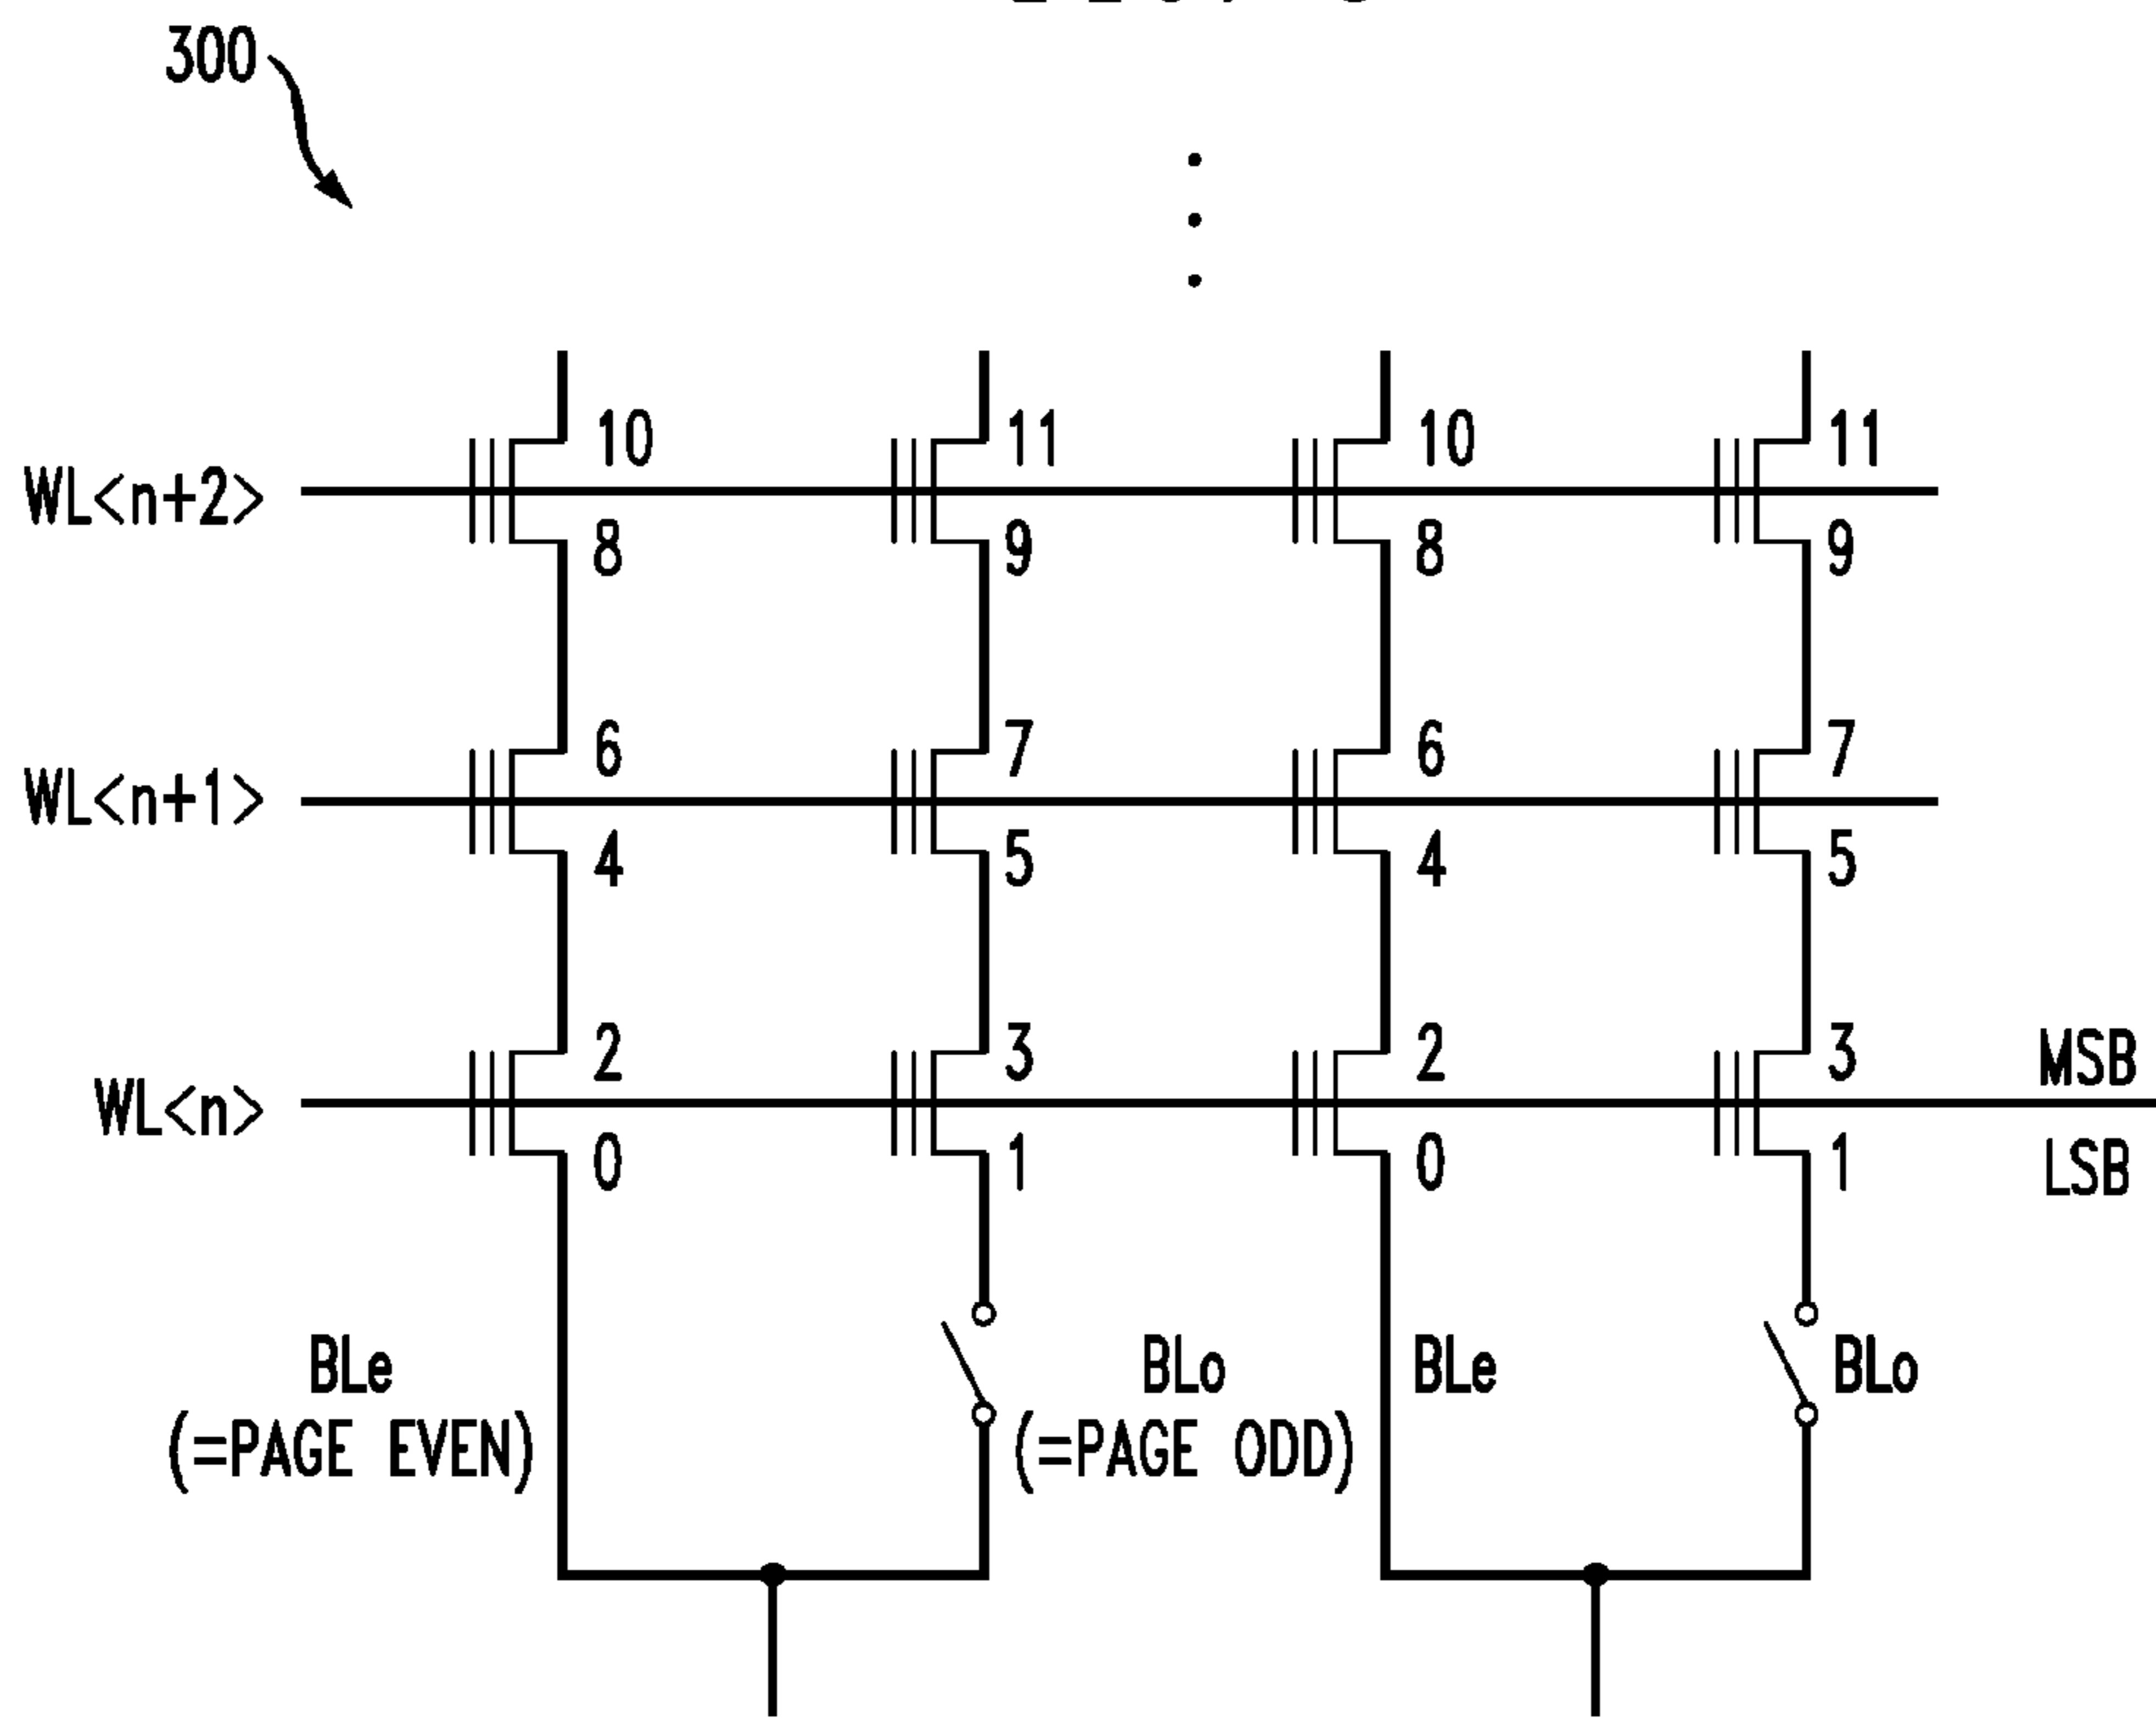 300
10 11 10 11
WL<n+2>
8 9 8 9
6 7 6 7
WL<n+1>
4 5 4 5
2 3 2 3 MSB
WL<n>
0 1 0 1 LSB
BLe BLo BLe BLo
(=PAGE EVEN) (=PAGE ODD)